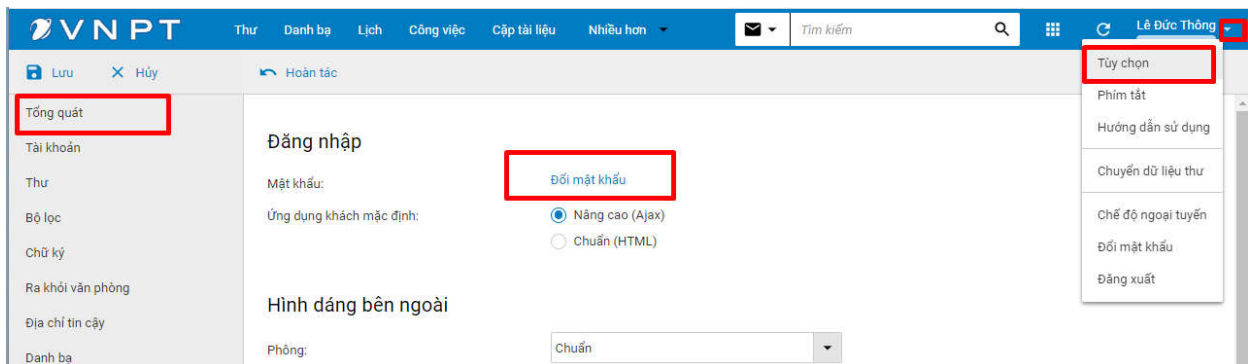 VNPT Thư Danh bạ Lịch Công việc Cặp tài liệu Nhiều hơn Tìm kiếm Lê Đức Thông
Lưu Hủy Hoàn tác
Tùy chọn
Phím tắt
Hướng dẫn sử dụng
Chuyển dữ liệu thư
Chế độ ngoại tuyến
Đổi mật khẩu
Đăng xuất
Tổng quát
Tài khoản
Thư
Bộ lọc
Chữ ký
Ra khỏi văn phòng
Địa chỉ tin cậy
Danh bạ
Đăng nhập
Mật khẩu: Đổi mật khẩu
Ứng dụng khách mặc định: Nâng cao (Ajax)
Chuẩn (HTML)
Hình dáng bên ngoài
Phông: Chuẩn